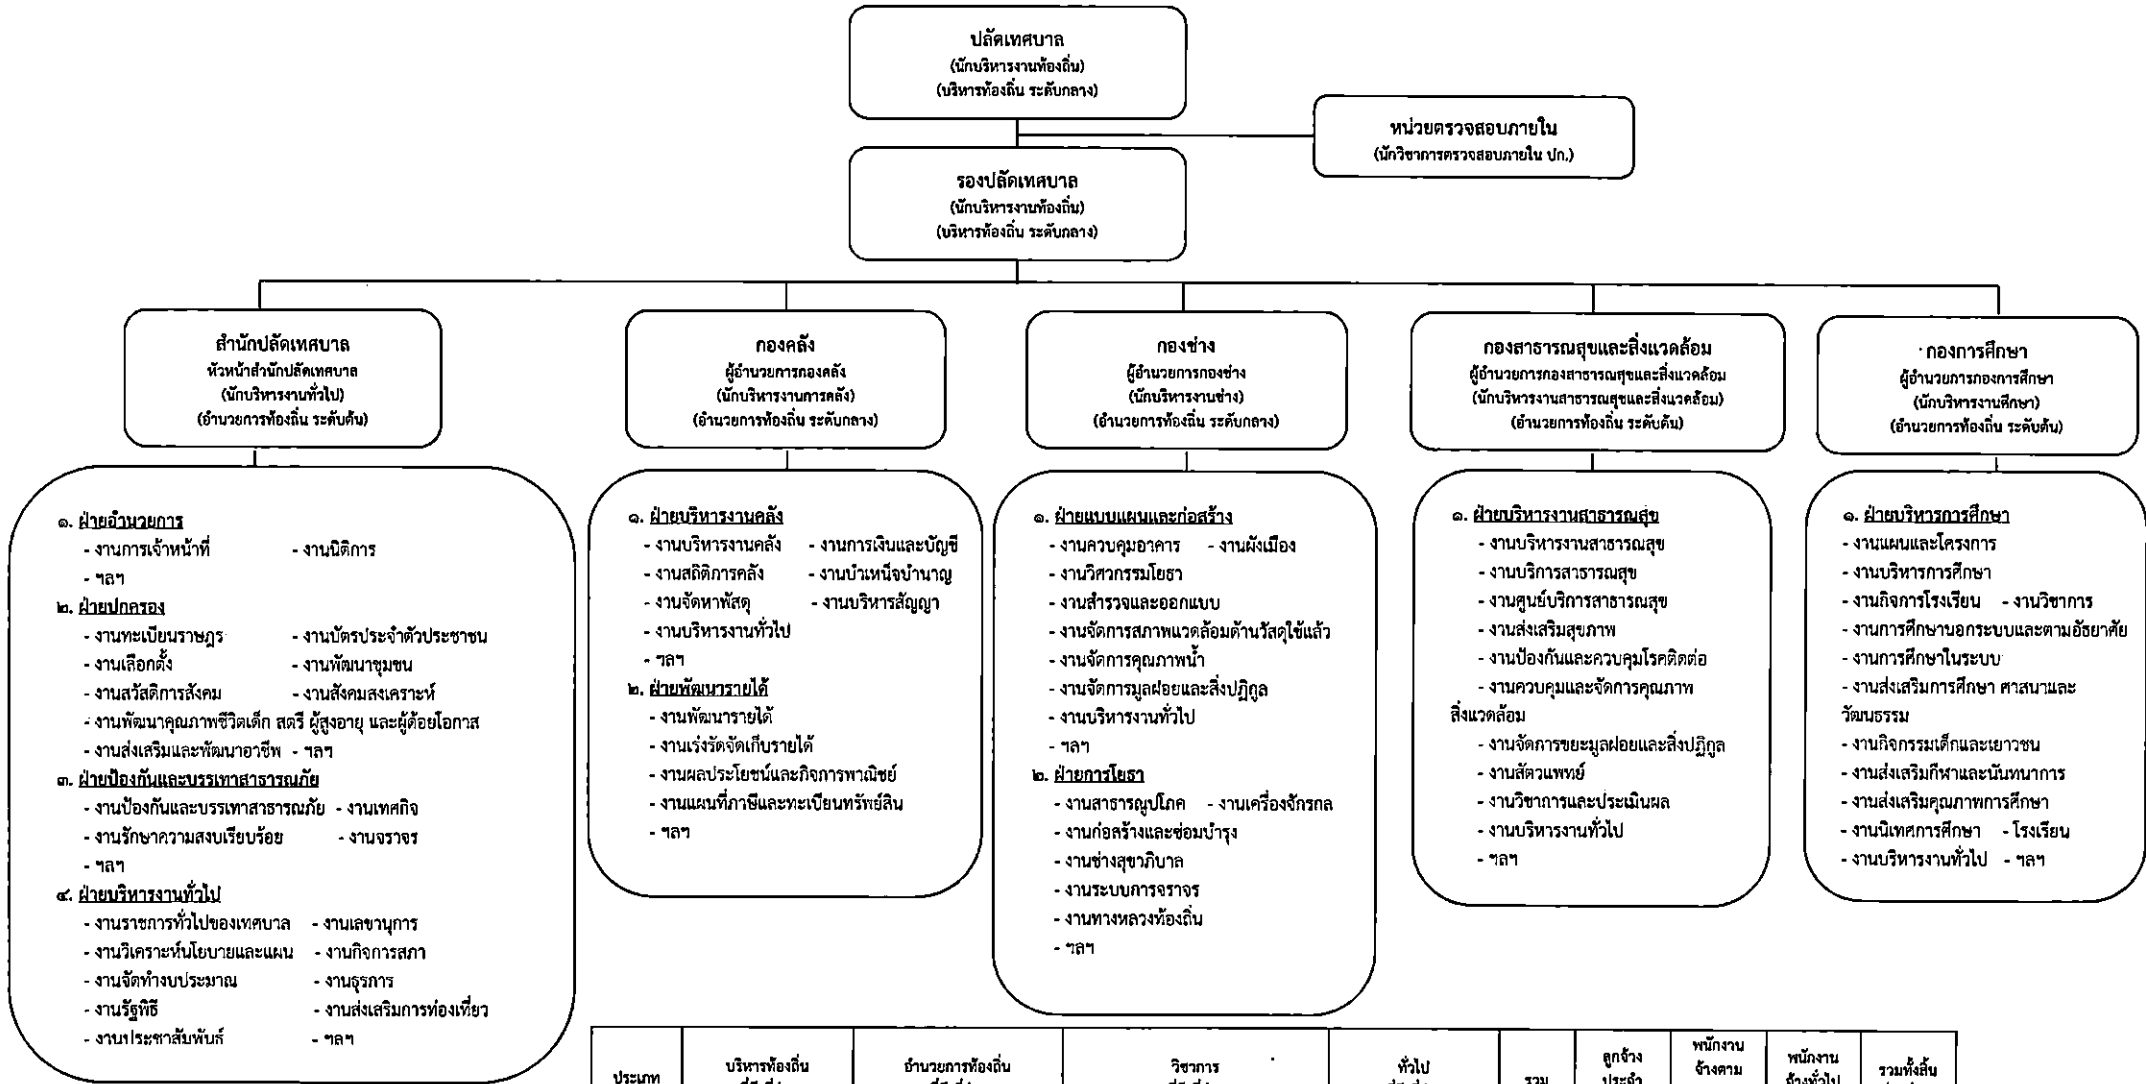 ปลัดเทศบาล
(นักบริหารงานท้องถิ่น)
(บริหารท้องถิ่น ระดับกลาง)
หน่วยตรวจสอบภายใน
(นักวิชาการตรวจสอบภายใน ปก.)
รองปลัดเทศบาล
(นักบริหารงานท้องถิ่น)
(บริหารท้องถิ่น ระดับกลาง)
สำนักปลัดเทศบาล
หัวหน้าสำนักปลัดเทศบาล
(นักบริหารงานทั่วไป)
(อำนวยการท้องถิ่น ระดับต้น)
กองคลัง
ผู้อำนวยการกองคลัง
(นักบริหารงานการคลัง)
(อำนวยการท้องถิ่น ระดับกลาง)
กองช่าง
ผู้อำนวยการกองช่าง
(นักบริหารงานช่าง)
(อำนวยการท้องถิ่น ระดับกลาง)
กองสาธารณสุขและสิ่งแวดล้อม
ผู้อำนวยการกองสาธารณสุขและสิ่งแวดล้อม
(นักบริหารงานสาธารณสุขและสิ่งแวดล้อม)
(อำนวยการท้องถิ่น ระดับต้น)
กองการศึกษา
ผู้อำนวยการกองการศึกษา
(นักบริหารงานศึกษา)
(อำนวยการท้องถิ่น ระดับต้น)
๑. ฝ่ายอำนวยการ
- งานการเจ้าหน้าที่ - งานนิติการ
- ฯลฯ
๒. ฝ่ายปกครอง
- งานทะเบียนราษฎร - งานบัตรประจำตัวประชาชน
- งานเลือกตั้ง - งานพัฒนาชุมชน
- งานสวัสดิการสังคม - งานสังคมสงเคราะห์
- งานพัฒนาคุณภาพชีวิตเด็ก สตรี ผู้สูงอายุ และผู้ด้อยโอกาส
- งานส่งเสริมและพัฒนาอาชีพ - ฯลฯ
๓. ฝ่ายป้องกันและบรรเทาสาธารณภัย
- งานป้องกันและบรรเทาสาธารณภัย - งานเทศกิจ
- งานรักษาความสงบเรียบร้อย - งานจราจร
- ฯลฯ
๔. ฝ่ายบริหารงานทั่วไป
- งานราชการทั่วไปของเทศบาล - งานเลขานุการ
- งานวิเคราะห์นโยบายและแผน - งานกิจการสภา
- งานจัดทำงบประมาณ - งานธุรการ
- งานรัฐพิธี - งานส่งเสริมการท่องเที่ยว
- งานประชาสัมพันธ์ - ฯลฯ
๑. ฝ่ายบริหารงานคลัง
- งานบริหารงานคลัง - งานการเงินและบัญชี
- งานสถิติการคลัง - งานบำเหน็จบำนาญ
- งานจัดหาพัสดุ - งานบริหารสัญญา
- งานบริหารงานทั่วไป
- ฯลฯ
๒. ฝ่ายพัฒนารายได้
- งานพัฒนารายได้
- งานเร่งรัดจัดเก็บรายได้
- งานผลประโยชน์และกิจการพาณิชย์
- งานแผนที่ภาษีและทะเบียนทรัพย์สิน
- ฯลฯ
๑. ฝ่ายแบบแผนและก่อสร้าง
- งานควบคุมอาคาร - งานผังเมือง
- งานวิศวกรรมโยธา
- งานสำรวจและออกแบบ
- งานจัดการสภาพแวดล้อมด้านวัสดุใช้แล้ว
- งานจัดการคุณภาพน้ำ
- งานจัดการมูลฝอยและสิ่งปฏิกูล
- งานบริหารงานทั่วไป
- ฯลฯ
๒. ฝ่ายการโยธา
- งานสาธารณูปโภค - งานเครื่องจักรกล
- งานก่อสร้างและซ่อมบำรุง
- งานช่างสุขาภิบาล
- งานระบบการจราจร
- งานทางหลวงท้องถิ่น
- ฯลฯ
๑. ฝ่ายบริหารงานสาธารณสุข
- งานบริหารงานสาธารณสุข
- งานบริการสาธารณสุข
- งานศูนย์บริการสาธารณสุข
- งานส่งเสริมสุขภาพ
- งานป้องกันและควบคุมโรคติดต่อ
- งานควบคุมและจัดการคุณภาพ
สิ่งแวดล้อม
- งานจัดการขยะมูลฝอยและสิ่งปฏิกูล
- งานสัตวแพทย์
- งานวิชาการและประเมินผล
- งานบริหารงานทั่วไป
- ฯลฯ
๑. ฝ่ายบริหารการศึกษา
- งานแผนและโครงการ
- งานบริหารการศึกษา
- งานกิจการโรงเรียน - งานวิชาการ
- งานการศึกษานอกระบบและตามอัธยาศัย
- งานการศึกษาในระบบ
- งานส่งเสริมการศึกษา ศาสนาและ
วัฒนธรรม
- งานกิจกรรมเด็กและเยาวชน
- งานส่งเสริมกีฬาและนันทนาการ
- งานส่งเสริมคุณภาพการศึกษา
- งานนิเทศการศึกษา - โรงเรียน
- งานบริหารงานทั่วไป - ฯลฯ
ประเภท
บริหารท้องถิ่น
อำนวยการท้องถิ่น
วิชาการ
ทั่วไป
รวม
ลูกจ้าง
ประจำ
พนักงาน
จ้างตาม
พนักงาน
จ้างทั่วไป
รวมทั้งสิ้น